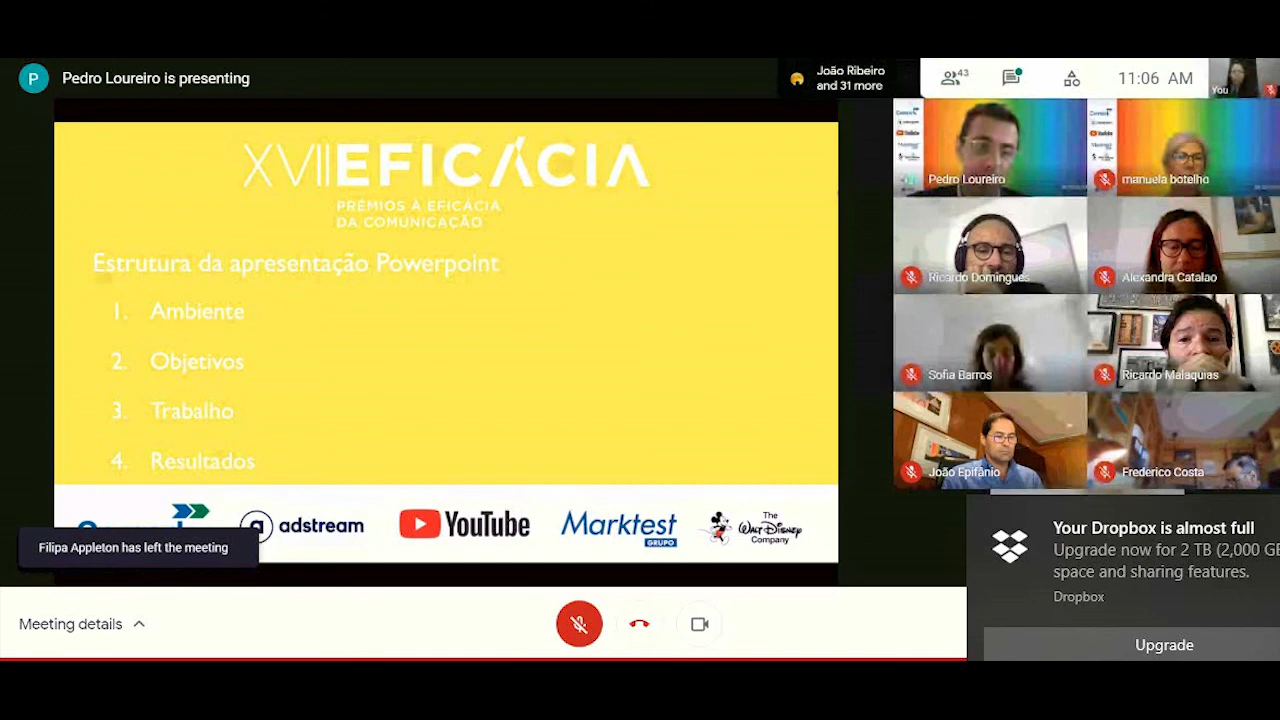 P
Pedro Loureiro is presenting
João Ribeiro
and 31 more
43
11:06 AM
You
XVII EFICÁCIA
PRÉMIOS À EFICÁCIA
DA COMUNICAÇÃO
Estrutura da apresentação Powerpoint
1. Ambiente
2. Objetivos
3. Trabalho
4. Resultados
adstream
YouTube
Marktest
GRUPO
The
WALT DISNEY
Company
Filipa Appleton has left the meeting
Pedro Loureiro
manuela botelho
Ricardo Domingues
Alexandra Catalao
Sofia Barros
Ricardo Malaquias
João Epifânio
Frederico Costa
Your Dropbox is almost full
Upgrade now for 2 TB (2,000 GB
space and sharing features.
Dropbox
Upgrade
Meeting details